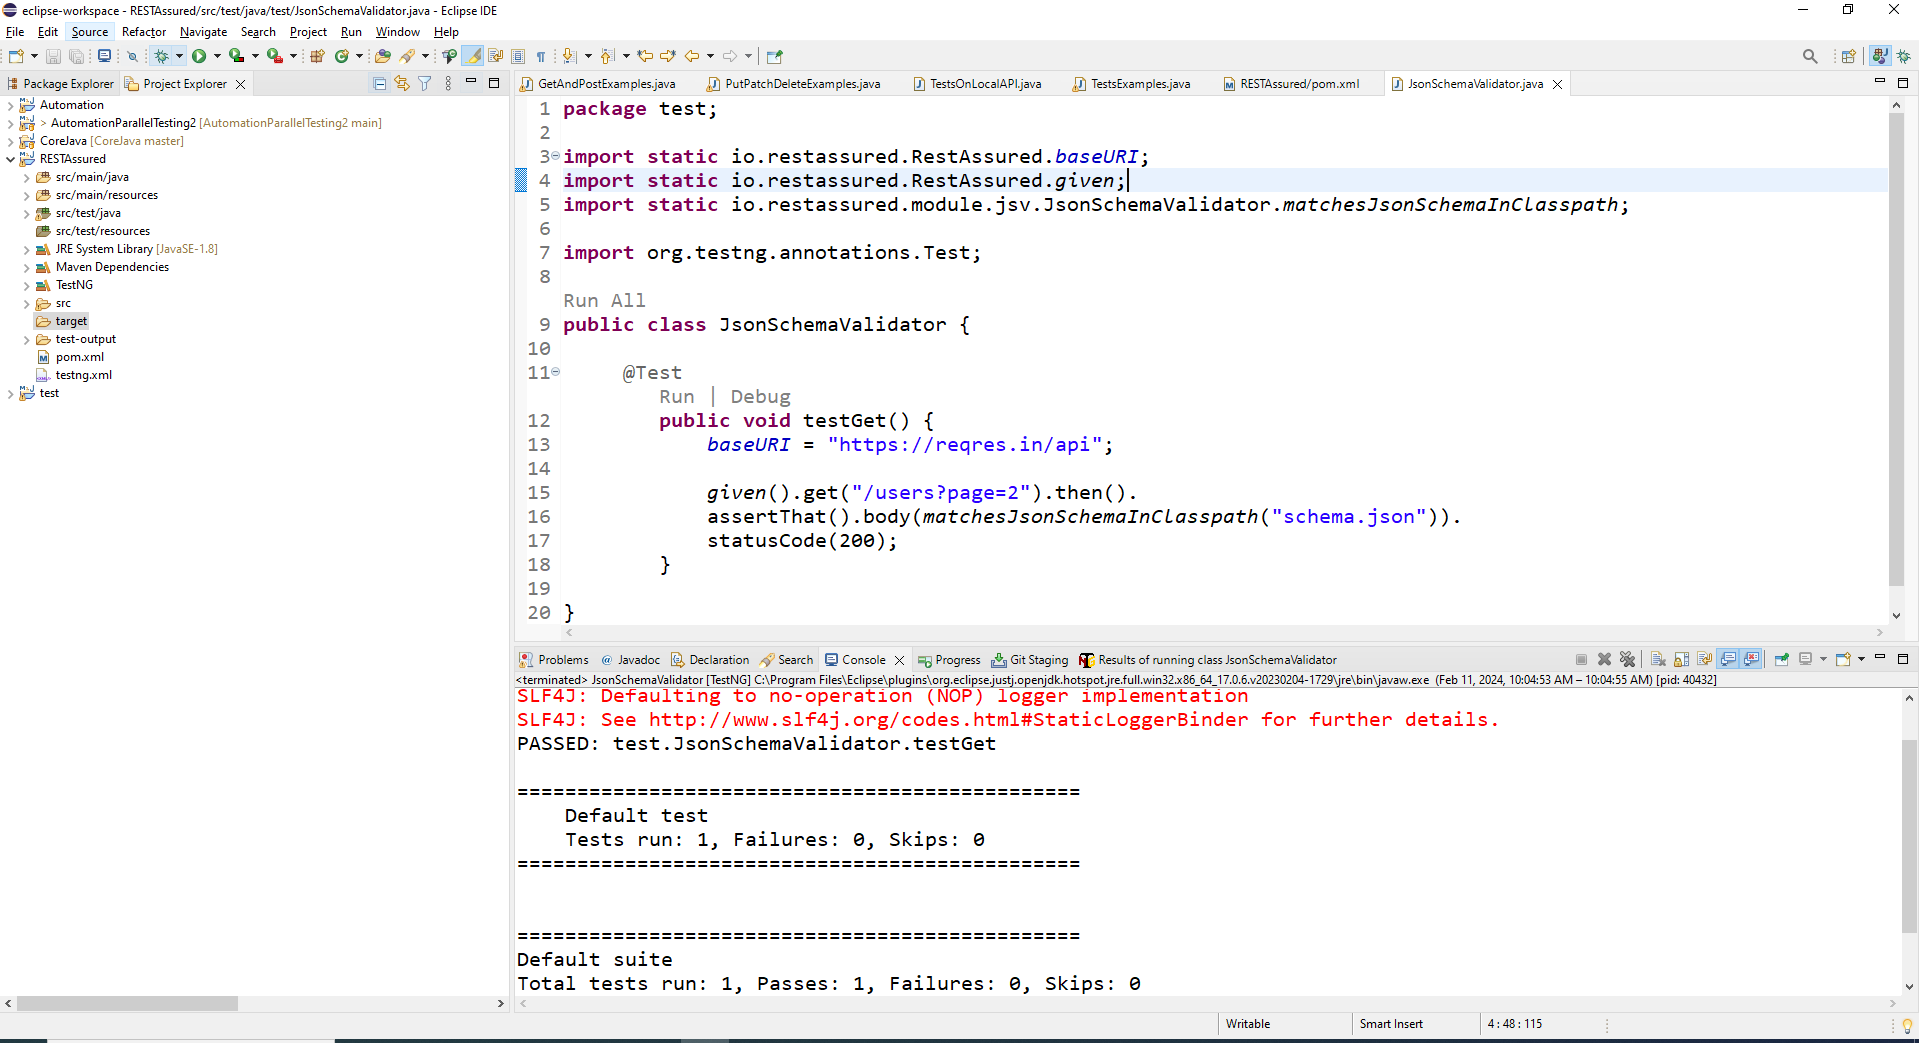 eclipse-workspace - RESTAssured/src/test/java/test/JsonSchemaValidator.java - Eclipse IDE
File Edit Source Refactor Navigate Search Project Run Window Help
Package Explorer Project Explorer
Automation
> AutomationParallelTesting2 [AutomationParallelTesting2 main]
CoreJava [CoreJava master]
RESTAssured
src/main/java
src/main/resources
src/test/java
src/test/resources
JRE System Library [JavaSE-1.8]
Maven Dependencies
TestNG
src
target
test-output
pom.xml
testng.xml
test
GetAndPostExamples.java PutPatchDeleteExamples.java TestsOnLocalAPI.java TestsExamples.java RESTAssured/pom.xml JsonSchemaValidator.java
1 package test;
2
3 import static io.restassured.RestAssured.baseURI;
4 import static io.restassured.RestAssured.given;
5 import static io.restassured.module.jsv.JsonSchemaValidator.matchesJsonSchemaInClasspath;
6
7 import org.testng.annotations.Test;
8
Run All
9 public class JsonSchemaValidator {
10
11 @Test
Run | Debug
12 public void testGet() {
13 baseURI = "https://reqres.in/api";
14
15 given().get("/users?page=2").then().
16 assertThat().body(matchesJsonSchemaInClasspath("schema.json")).
17 statusCode(200);
18 }
19
20 }
Problems Javadoc Declaration Search Console Progress Git Staging Results of running class JsonSchemaValidator
<terminated> JsonSchemaValidator [TestNG] C:\Program Files\Eclipse\plugins\org.eclipse.justj.openjdk.hotspot.jre.full.win32.x86_64_17.0.6.v20230204-1729\jre\bin\javaw.exe (Feb 11, 2024, 10:04:53 AM – 10:04:55 AM) [pid: 40432]
SLF4J: Defaulting to no-operation (NOP) logger implementation
SLF4J: See http://www.slf4j.org/codes.html#StaticLoggerBinder for further details.
PASSED: test.JsonSchemaValidator.testGet
===============================================
Default test
Tests run: 1, Failures: 0, Skips: 0
===============================================
===============================================
Default suite
Total tests run: 1, Passes: 1, Failures: 0, Skips: 0
Writable Smart Insert 4 : 48 : 115